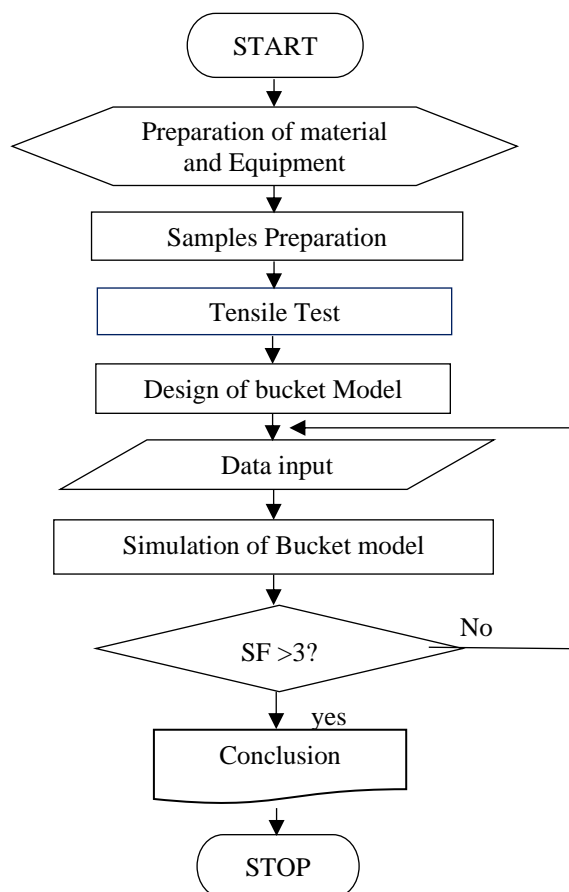 START
Preparation of material
and Equipment
Samples Preparation
Tensile Test
Design of bucket Model
Data input
Simulation of Bucket model
SF >3?
No
yes
Conclusion
STOP